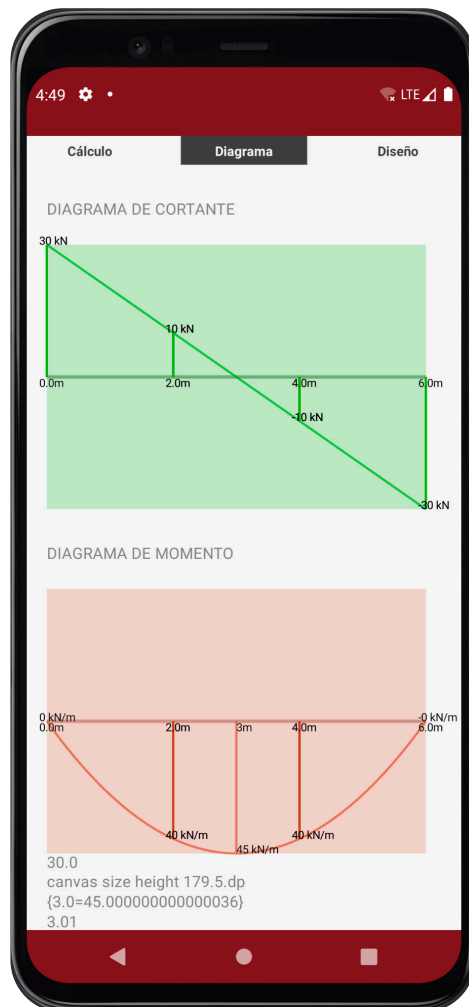 4:49 LTE
Cálculo Diagrama Diseño
DIAGRAMA DE CORTANTE
30 kN
10 kN
0.0m 2.0m 4.0m 6.0m
-10 kN
-30 kN
DIAGRAMA DE MOMENTO
0 kN/m -0 kN/m
0.0m 2.0m 3m 4.0m 6.0m
40 kN/m 40 kN/m
45 kN/m
30.0
canvas size height 179.5.dp
{3.0=45.000000000000036}
3.01